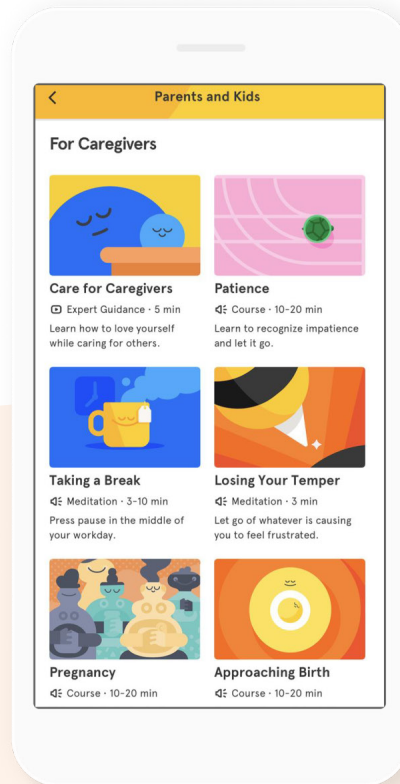 Parents and Kids
For Caregivers
Care for Caregivers
Expert Guidance · 5 min
Learn how to love yourself
while caring for others.
Patience
Course · 10-20 min
Learn to recognize impatience
and let it go.
Taking a Break
Meditation · 3-10 min
Press pause in the middle of
your workday.
Losing Your Temper
Meditation · 3 min
Let go of whatever is causing
you to feel frustrated.
Pregnancy
Course · 10-20 min
Approaching Birth
Course · 10-20 min